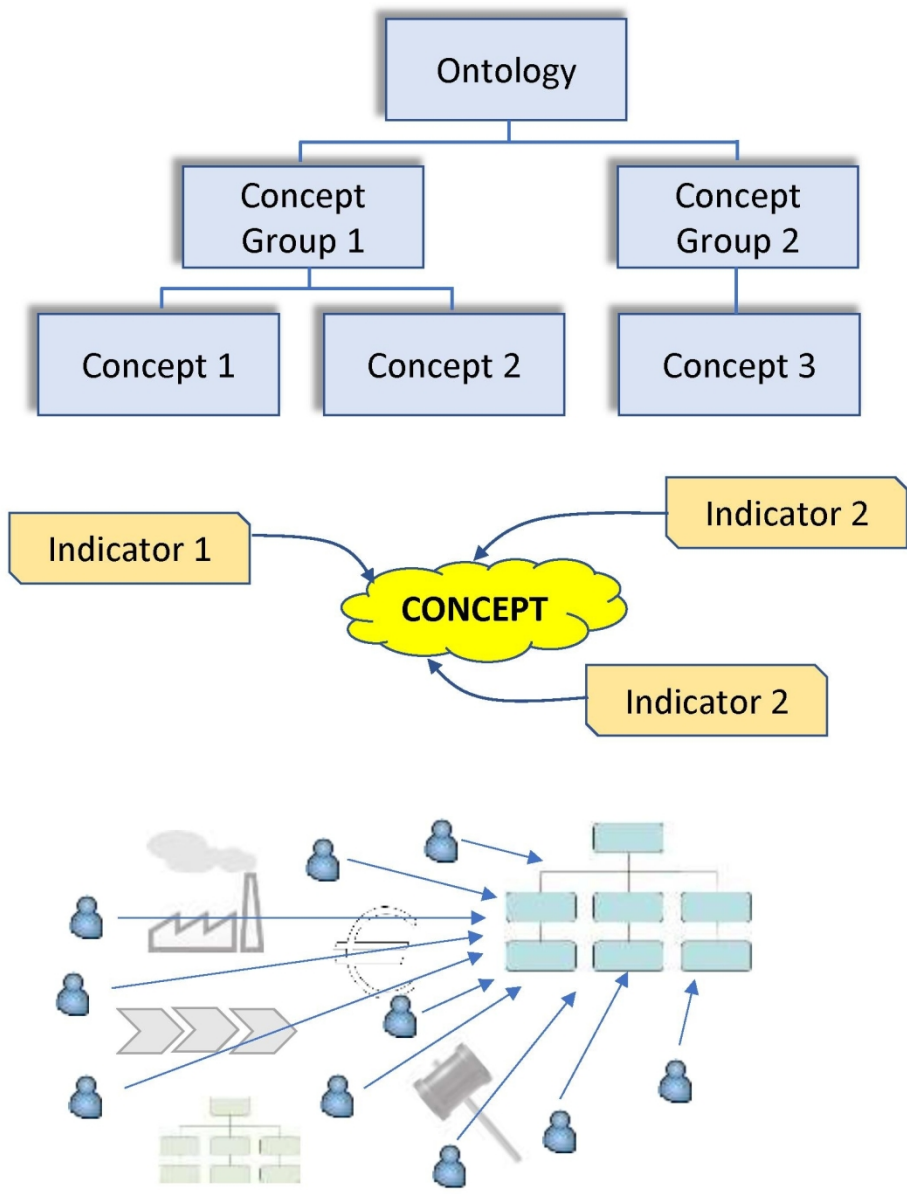 Ontology
Concept
Group 1
Concept
Group 2
Concept 1
Concept 2
Concept 3
Indicator 1
Indicator 2
CONCEPT
Indicator 2